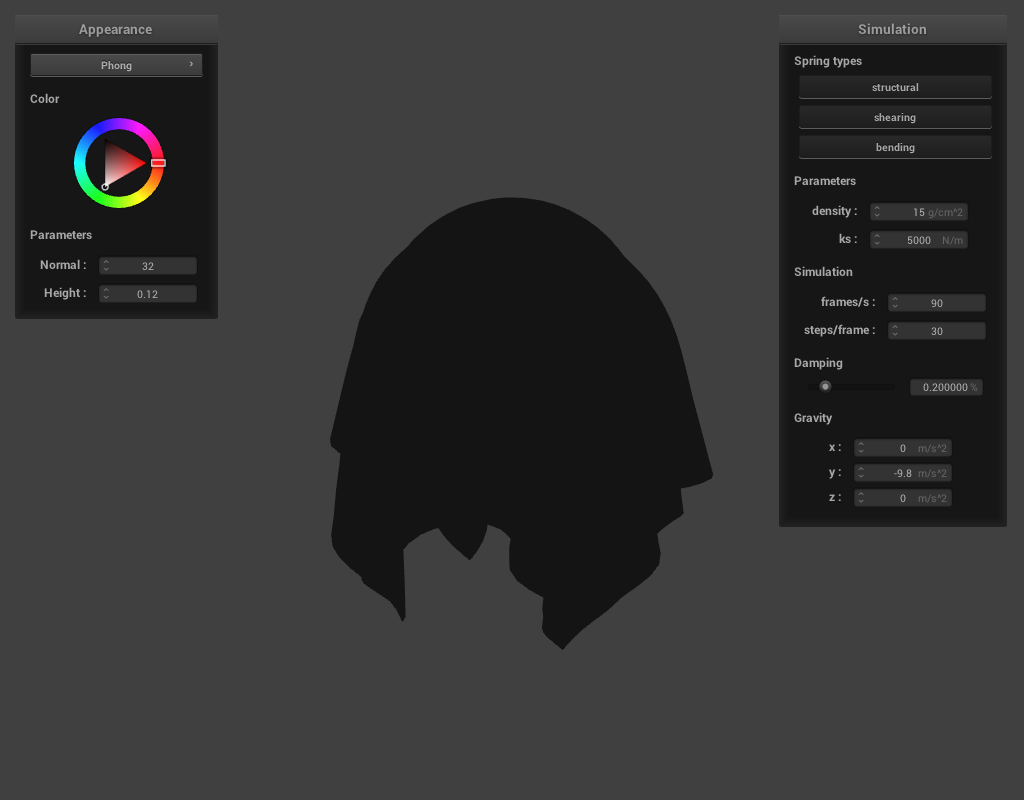 Appearance
Phong
Color
Parameters
Normal : 32
Height : 0.12
Simulation
Spring types
structural
shearing
bending
Parameters
density : 15 g/cm^2
ks : 5000 N/m
Simulation
frames/s : 90
steps/frame : 30
Damping
0.200000 %
Gravity
x : 0 m/s^2
y : -9.8 m/s^2
z : 0 m/s^2